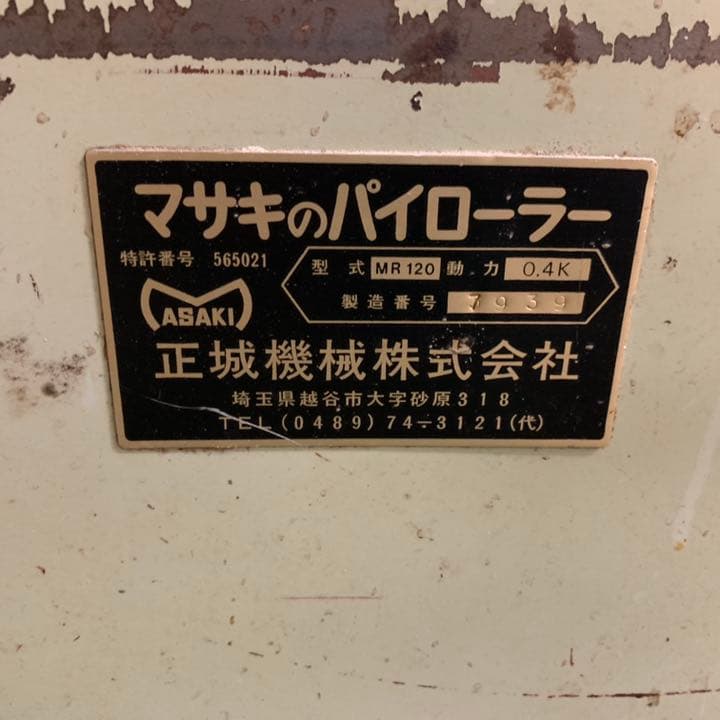 マサキのパイローラー
特許番号 565021
型式 MR120 動力 0.4K
製造番号 7939
MASAKI
正城機械株式会社
埼玉県越谷市大字砂原318
TEL(0489)74-3121(代)